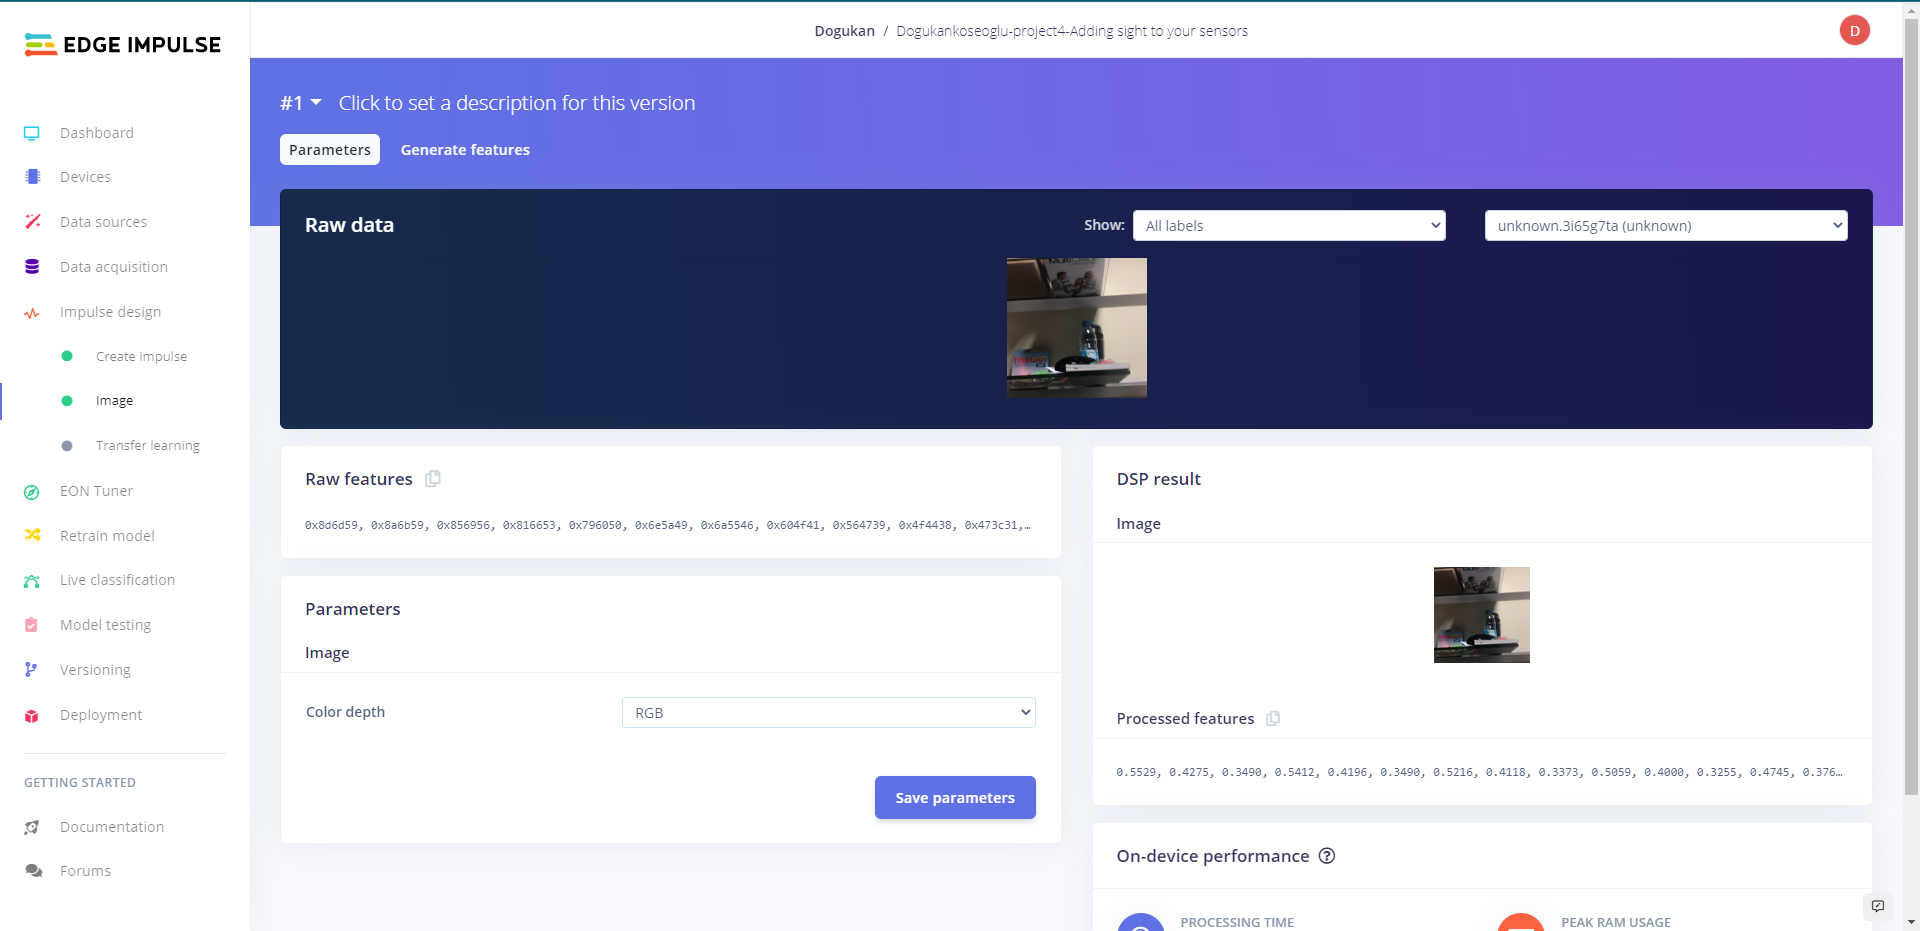 EDGE IMPULSE
Dogukan / Dogukankoseoglu-project4-Adding sight to your sensors
D
Dashboard
Devices
Data sources
Data acquisition
Impulse design
Create impulse
Image
Transfer learning
EON Tuner
Retrain model
Live classification
Model testing
Versioning
Deployment
GETTING STARTED
Documentation
Forums
#1 Click to set a description for this version
Parameters Generate features
Raw data Show: All labels unknown.3i65g7ta (unknown)
Raw features
0x8d6d59, 0x8a6b59, 0x856956, 0x816653, 0x796050, 0x6e5a49, 0x6a5546, 0x604f41, 0x564739, 0x4f4438, 0x473c31,…
Parameters
Image
Color depth RGB
Save parameters
DSP result
Image
Processed features
0.5529, 0.4275, 0.3490, 0.5412, 0.4196, 0.3490, 0.5216, 0.4118, 0.3373, 0.5059, 0.4000, 0.3255, 0.4745, 0.376…
On-device performance ?
PROCESSING TIME PEAK RAM USAGE